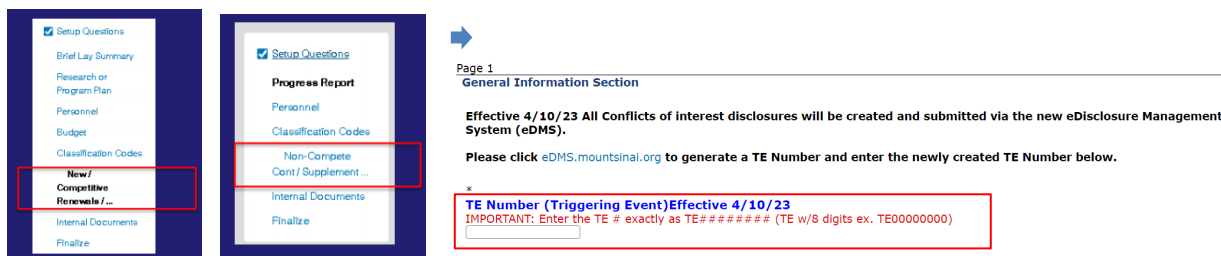 Setup Questions
Brief Lay Summary
Research or
Program Plan
Personnel
Budget
Classification Codes
New /
Competitive
Renewals / ...
Internal Documents
Finalize
Setup Questions
Progress Report
Personnel
Classification Codes
Non-Compete
Cont / Supplement ...
Internal Documents
Finalize
Page 1
General Information Section
Effective 4/10/23 All Conflicts of interest disclosures will be created and submitted via the new eDisclosure Management
System (eDMS).
Please click eDMS.mountsinai.org to generate a TE Number and enter the newly created TE Number below.
*
TE Number (Triggering Event)Effective 4/10/23
IMPORTANT: Enter the TE # exactly as TE######## (TE w/8 digits ex. TE00000000)